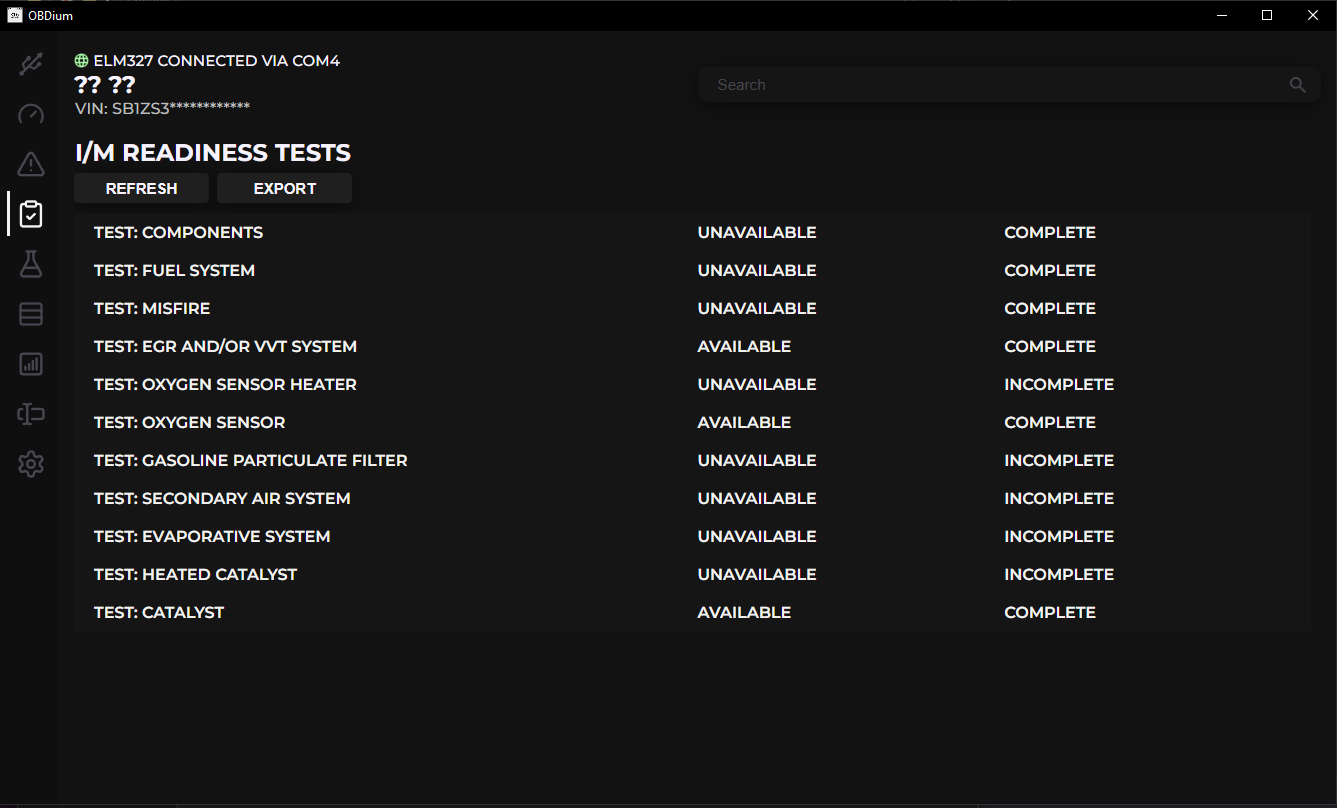 OBDium
ELM327 CONNECTED VIA COM4
?? ??
VIN: SB1ZS3************
Search
I/M READINESS TESTS
REFRESH EXPORT
TEST: COMPONENTS UNAVAILABLE COMPLETE
TEST: FUEL SYSTEM UNAVAILABLE COMPLETE
TEST: MISFIRE UNAVAILABLE COMPLETE
TEST: EGR AND/OR VVT SYSTEM AVAILABLE COMPLETE
TEST: OXYGEN SENSOR HEATER UNAVAILABLE INCOMPLETE
TEST: OXYGEN SENSOR AVAILABLE COMPLETE
TEST: GASOLINE PARTICULATE FILTER UNAVAILABLE INCOMPLETE
TEST: SECONDARY AIR SYSTEM UNAVAILABLE INCOMPLETE
TEST: EVAPORATIVE SYSTEM UNAVAILABLE INCOMPLETE
TEST: HEATED CATALYST UNAVAILABLE INCOMPLETE
TEST: CATALYST AVAILABLE COMPLETE